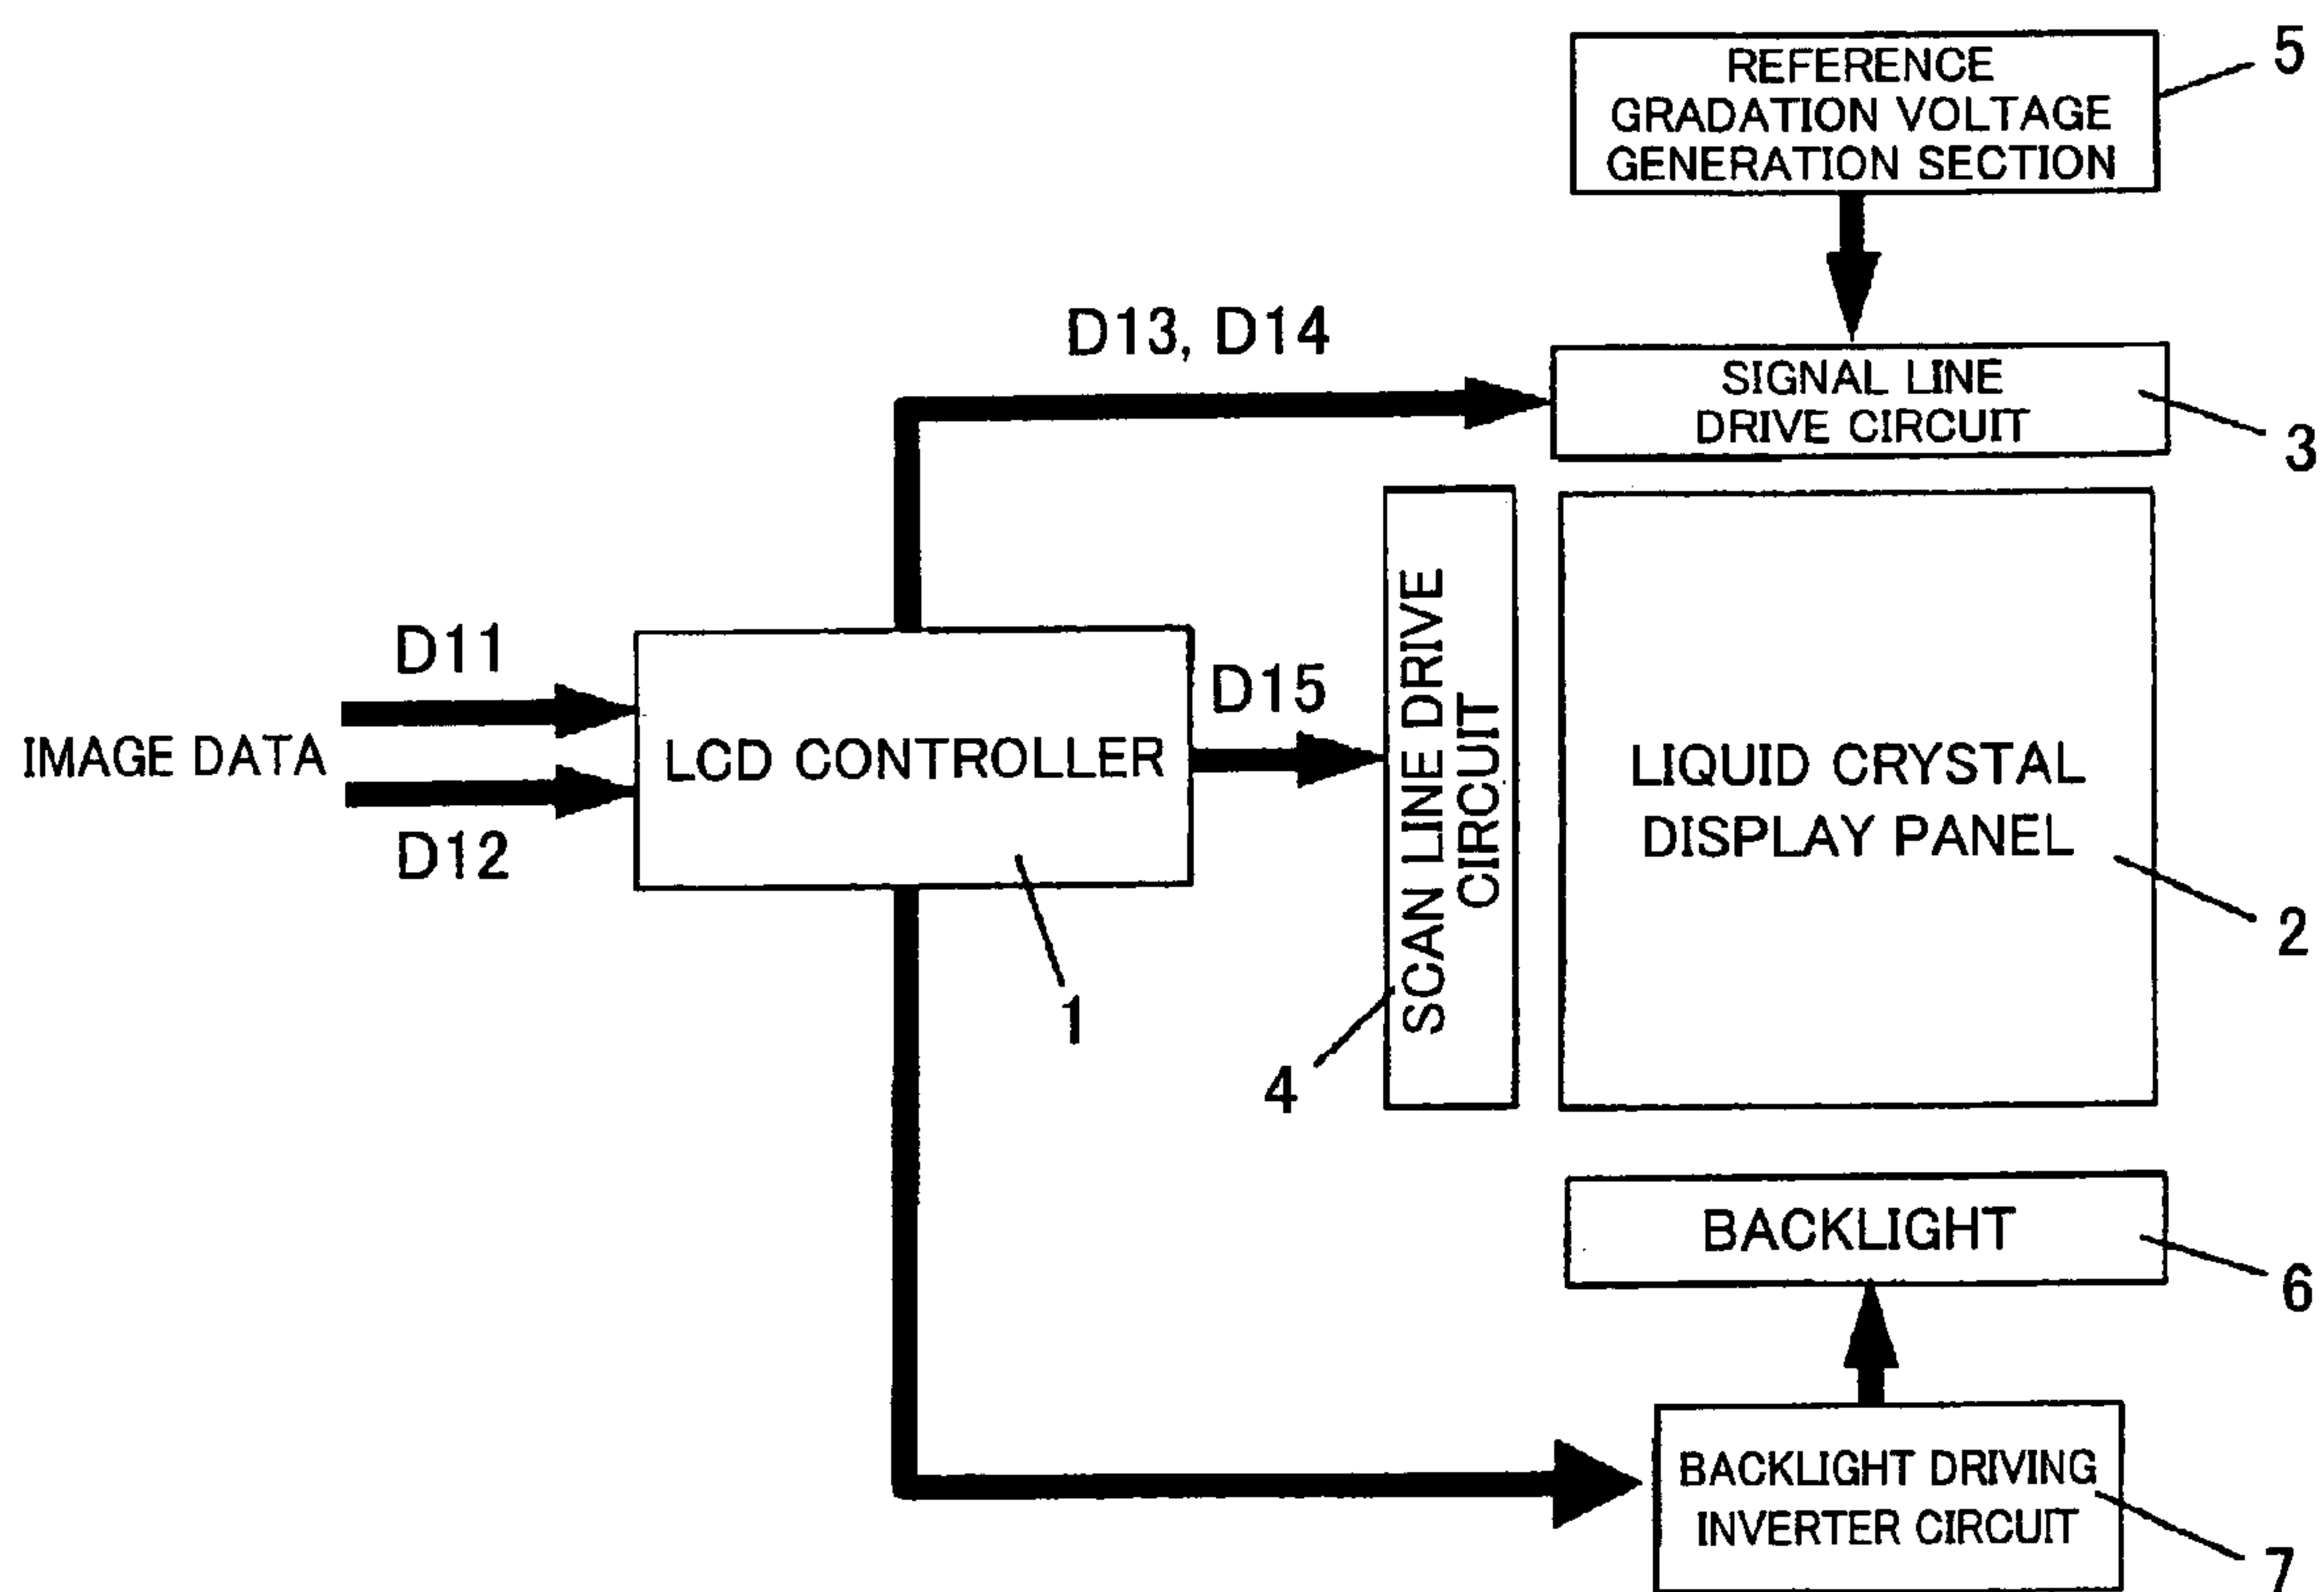 REFERENCE
GRADATION VOLTAGE
GENERATION SECTION
5
D13, D14
SIGNAL LINE
DRIVE CIRCUIT
3
D11
IMAGE DATA
D12
LCD CONTROLLER
1
D15
SCAN LINE DRIVE
CIRCUIT
4
LIQUID CRYSTAL
DISPLAY PANEL
2
BACKLIGHT
6
BACKLIGHT DRIVING
INVERTER CIRCUIT
7